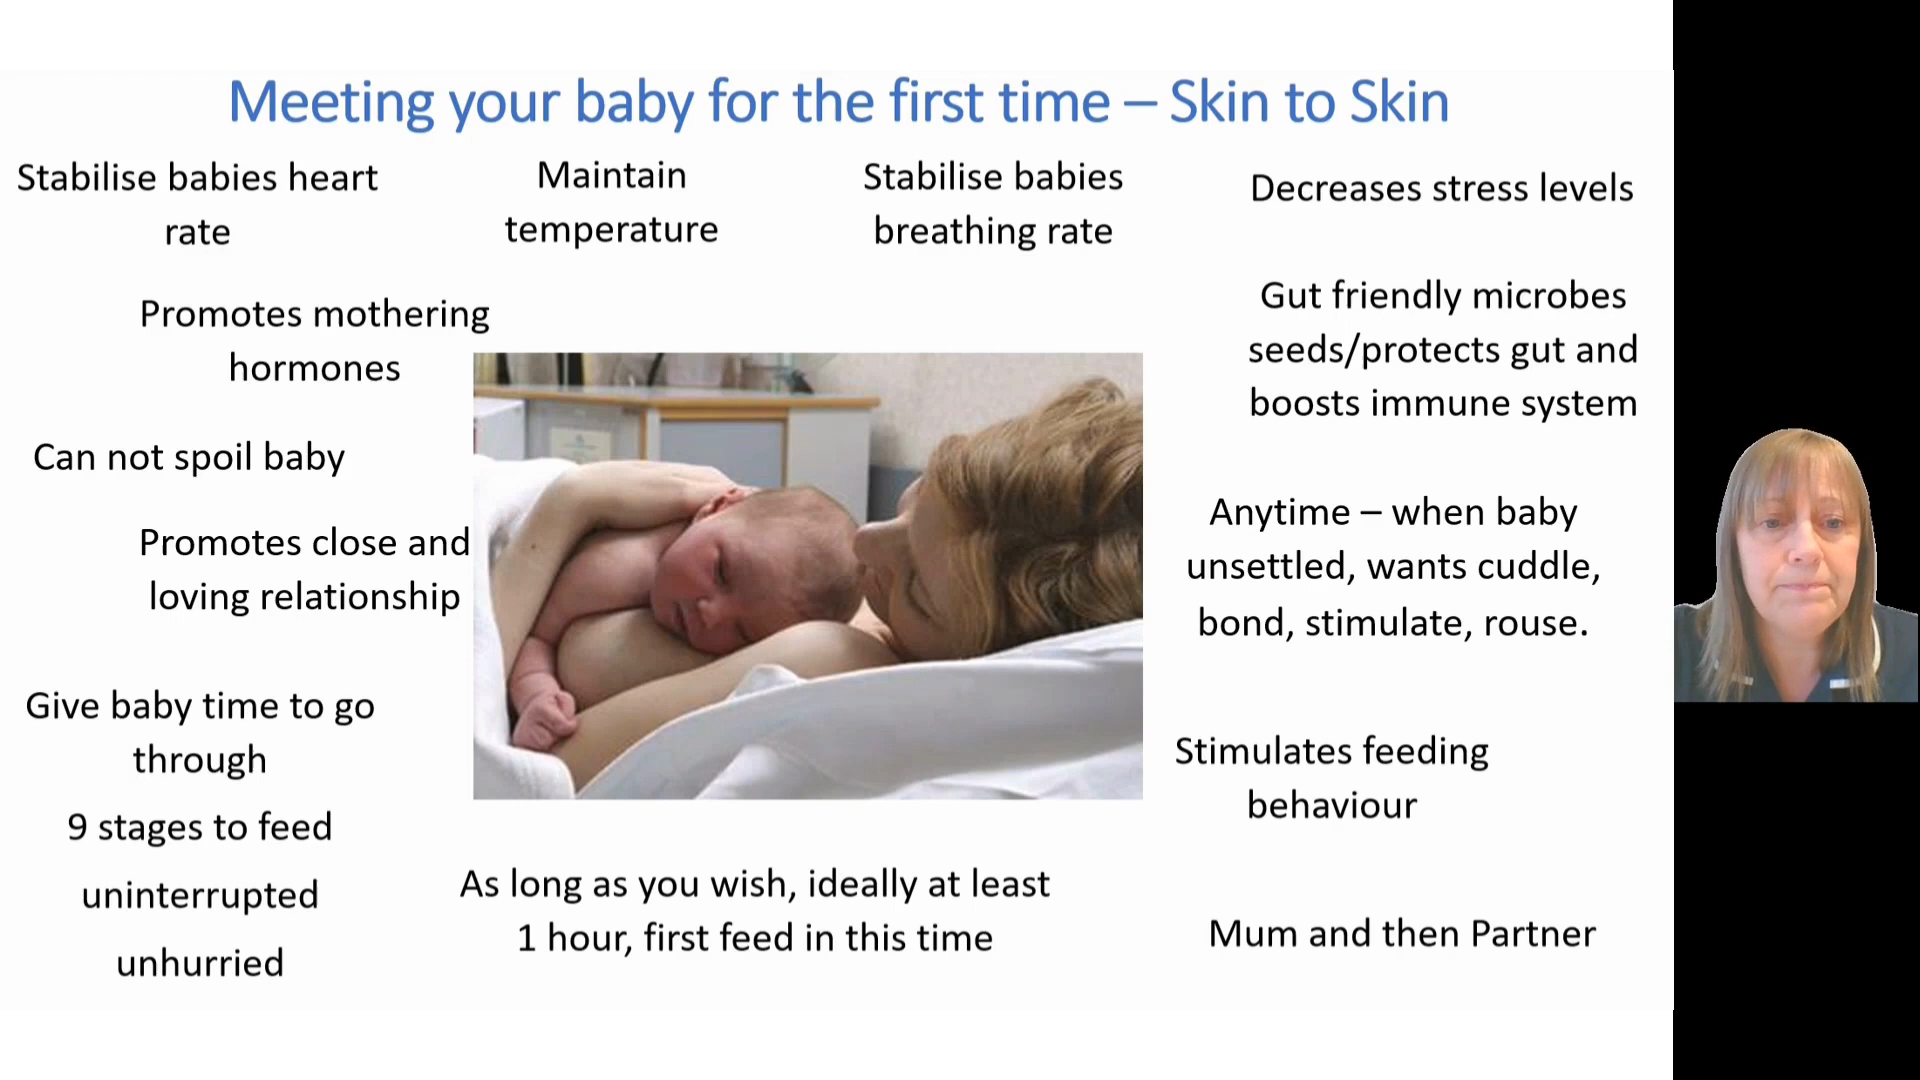 Meeting your baby for the first time – Skin to Skin
Stabilise babies heart
rate
Maintain
temperature
Stabilise babies
breathing rate
Decreases stress levels
Promotes mothering
hormones
Gut friendly microbes
seeds/protects gut and
boosts immune system
Can not spoil baby
Promotes close and
loving relationship
Anytime – when baby
unsettled, wants cuddle,
bond, stimulate, rouse.
Give baby time to go
through
9 stages to feed
uninterrupted
unhurried
Stimulates feeding
behaviour
As long as you wish, ideally at least
1 hour, first feed in this time
Mum and then Partner